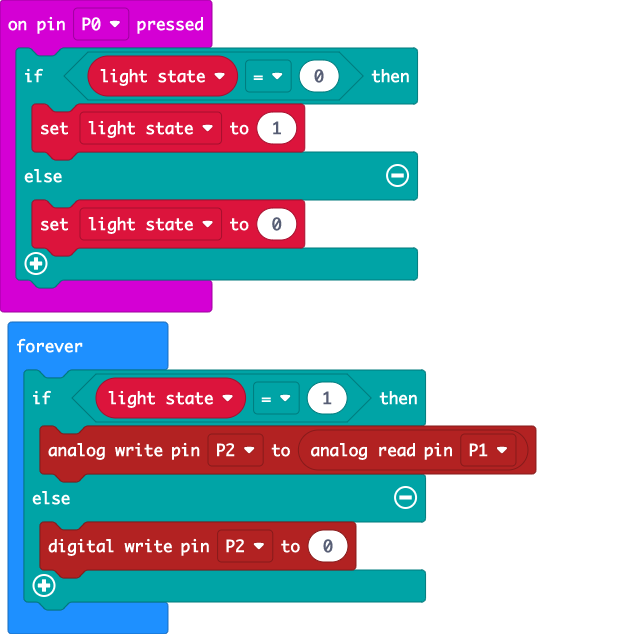 on pin P0 pressed
if light state = 0 then
set light state to 1
else
set light state to 0
forever
if light state = 1 then
analog write pin P2 to analog read pin P1
else
digital write pin P2 to 0